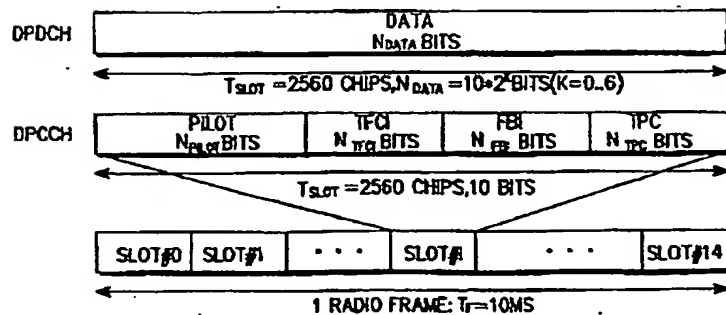 DPDCH
DATA
NDATA BITS
TSLOT =2560 CHIPS,NDATA =10*2^K BITS(K=0..6)
DPCCH
PILOT
NPILOT BITS
TFCI
NTFCI BITS
FBI
NFBI BITS
TPC
NTPC BITS
TSLOT =2560 CHIPS,10 BITS
SLOT#0 SLOT#1 ・・・ SLOT#i ・・・ SLOT#14
1 RADIO FRAME: TF=10MS